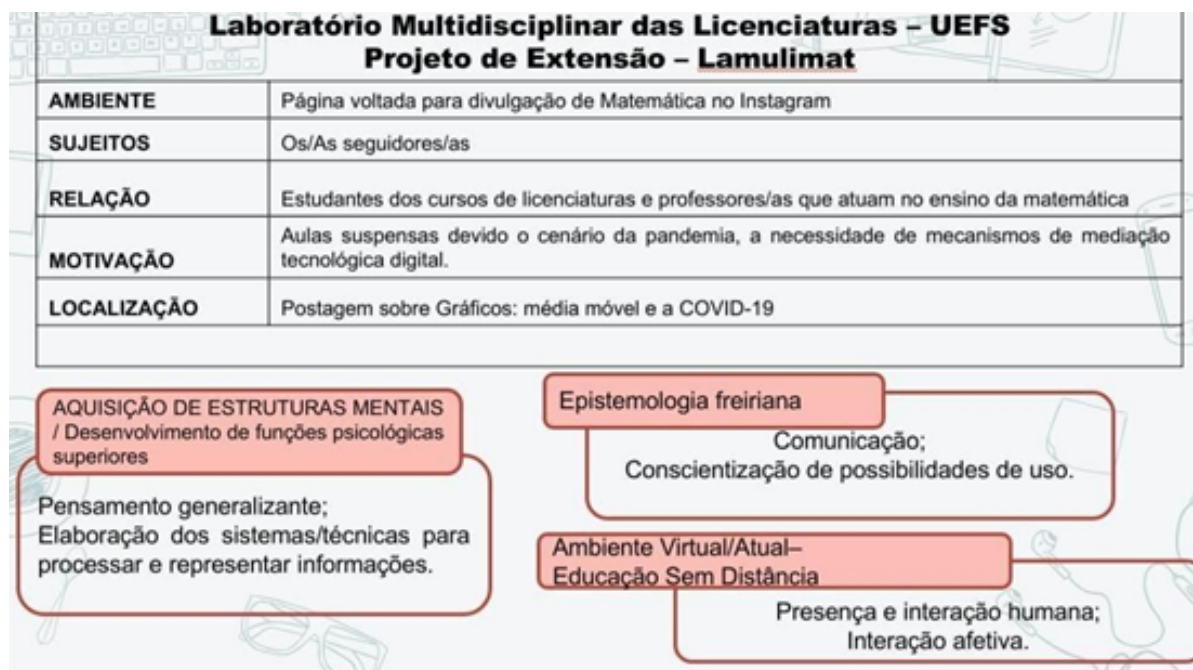 Laboratório Multidisciplinar das Licenciaturas – UEFS
Projeto de Extensão – Lamulimat
AMBIENTE
Página voltada para divulgação de Matemática no Instagram
SUJEITOS
Os/As seguidores/as
RELAÇÃO
Estudantes dos cursos de licenciaturas e professores/as que atuam no ensino da matemática
MOTIVAÇÃO
Aulas suspensas devido o cenário da pandemia, a necessidade de mecanismos de mediação
tecnológica digital.
LOCALIZAÇÃO
Postagem sobre Gráficos: média móvel e a COVID-19
AQUISIÇÃO DE ESTRUTURAS MENTAIS
/ Desenvolvimento de funções psicológicas
superiores
Pensamento generalizante;
Elaboração dos sistemas/técnicas para
processar e representar informações.
Epistemologia freiriana
Comunicação;
Conscientização de possibilidades de uso.
Ambiente Virtual/Atual–
Educação Sem Distância
Presença e interação humana;
Interação afetiva.